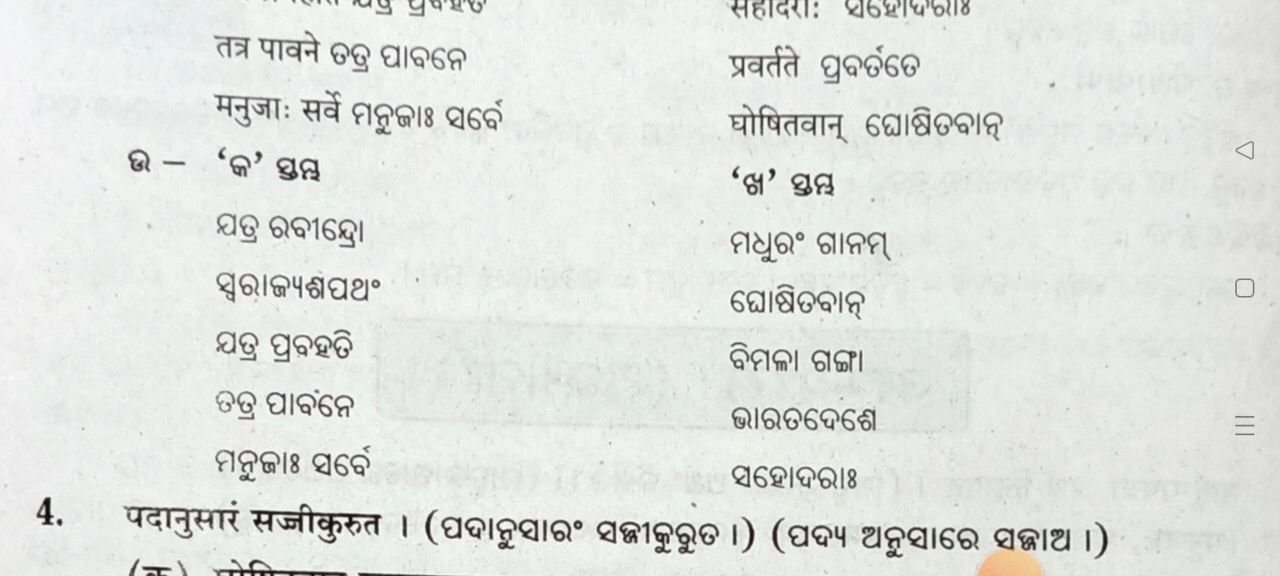 तत्र पावने ତତ୍ର ପାବନେ
प्रवर्तते ପ୍ରବର୍ତତେ
मनुजाः सर्वे ମନୁଜାଃ ସର୍ବେ
घोषितवान् ଘୋଷିତବାନ୍
ଉ – ‘କ’ ସ୍ତମ୍ଭ
‘ଖ’ ସ୍ତମ୍ଭ
ଯତ୍ର ରବୀନ୍ଦ୍ରୋ
ମଧୁରଂ ଗାନମ୍
ସ୍ୱରାଜ୍ୟଶପଥଂ
ଘୋଷିତବାନ୍
ଯତ୍ର ପ୍ରବହତି
ବିମଳା ଗଙ୍ଗା
ତତ୍ର ପାବନେ
ଭାରତଦେଶେ
ମନୁଜାଃ ସର୍ବେ
ସହୋଦରାଃ
4. पदानुसारं सज्जीकुरुत । (ପଦାନୁସାରଂ ସଜ୍ଜୀକୁରୁତ ।) (ପଦ୍ୟ ଅନୁସାରେ ସଜାଅ ।)